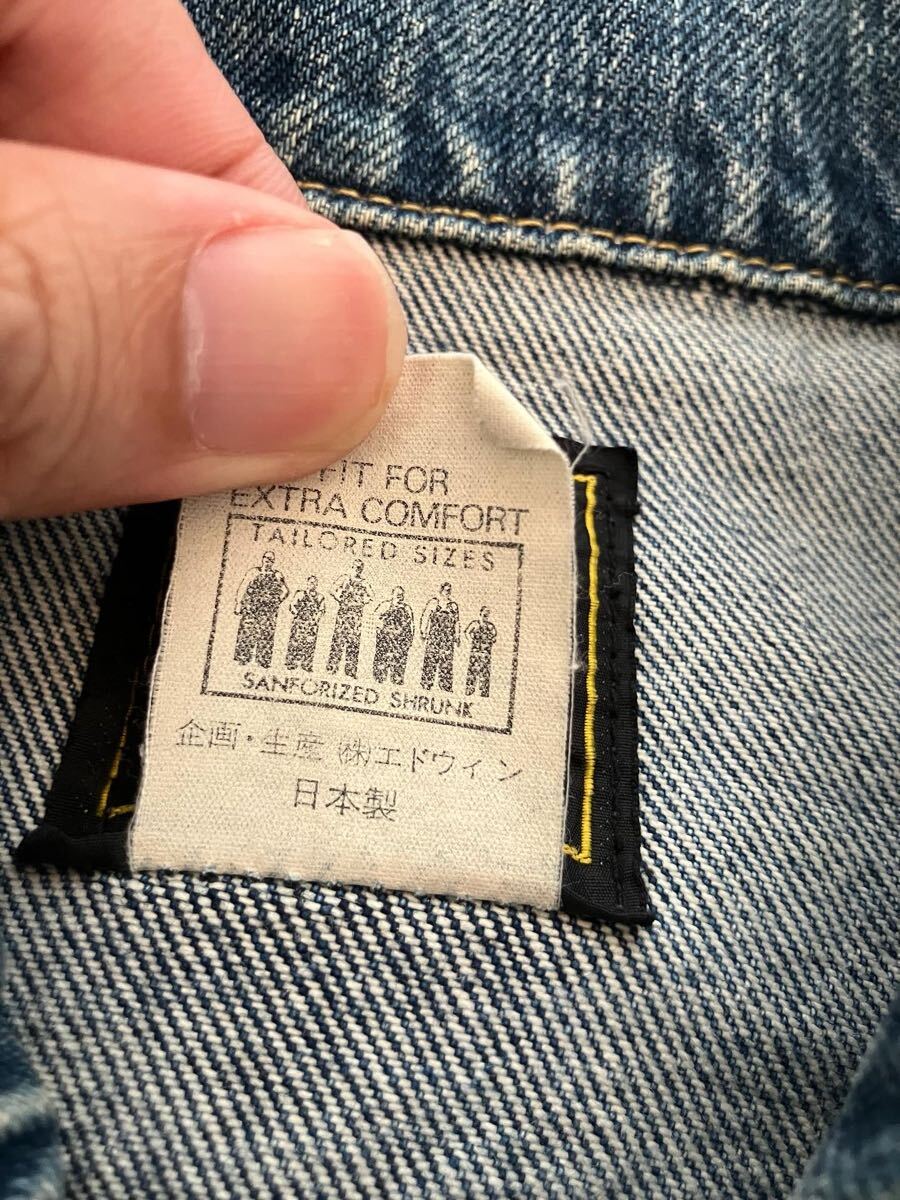 FIT FOR
EXTRA COMFORT
TAILORED SIZES
SANFORIZED SHRUNK
企画・生産 ㈱エドウイン
日本製